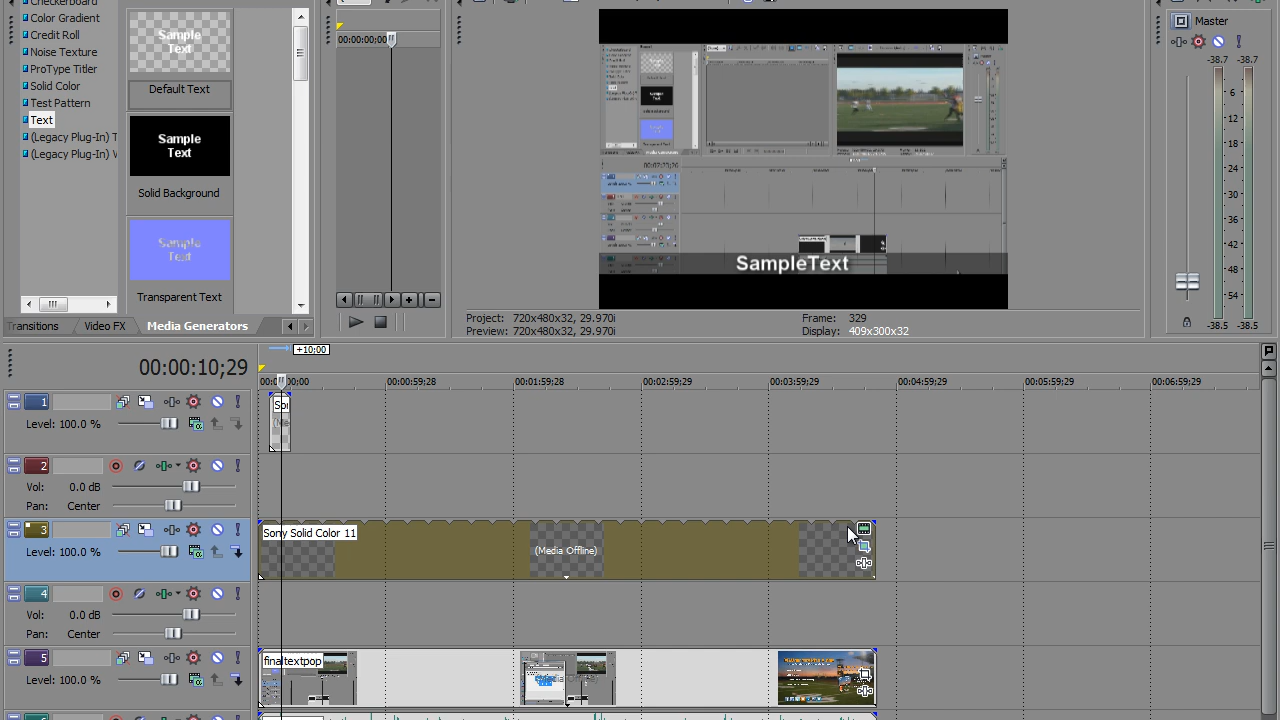 Checkerboard
Color Gradient
Credit Roll
Noise Texture
ProType Titler
Solid Color
Test Pattern
Text
(Legacy Plug-In) T
(Legacy Plug-In) V
Sample
Text
Default Text
Sample
Text
Solid Background
Sample
Text
Transparent Text
Transitions
Video FX
Media Generators
00:00:00;00
SampleText
Project: 720x480x32, 29.970i
Preview: 720x480x32, 29.970i
Frame: 329
Display: 409x300x32
Master
-38.7 -38.7
6
12
18
24
30
36
42
48
54
-38.5 -38.5
00:00:10;29
+10:00
00:00:59;28
00:01:59;28
00:02:59;29
00:03:59;29
00:04:59;29
00:05:59;29
00:06:59;29
1
Level: 100.0 %
2
Vol: 0.0 dB
Pan: Center
3
Level: 100.0 %
Sony Solid Color 11
(Media Offline)
4
Vol: 0.0 dB
Pan: Center
5
Level: 100.0 %
finaltextpop